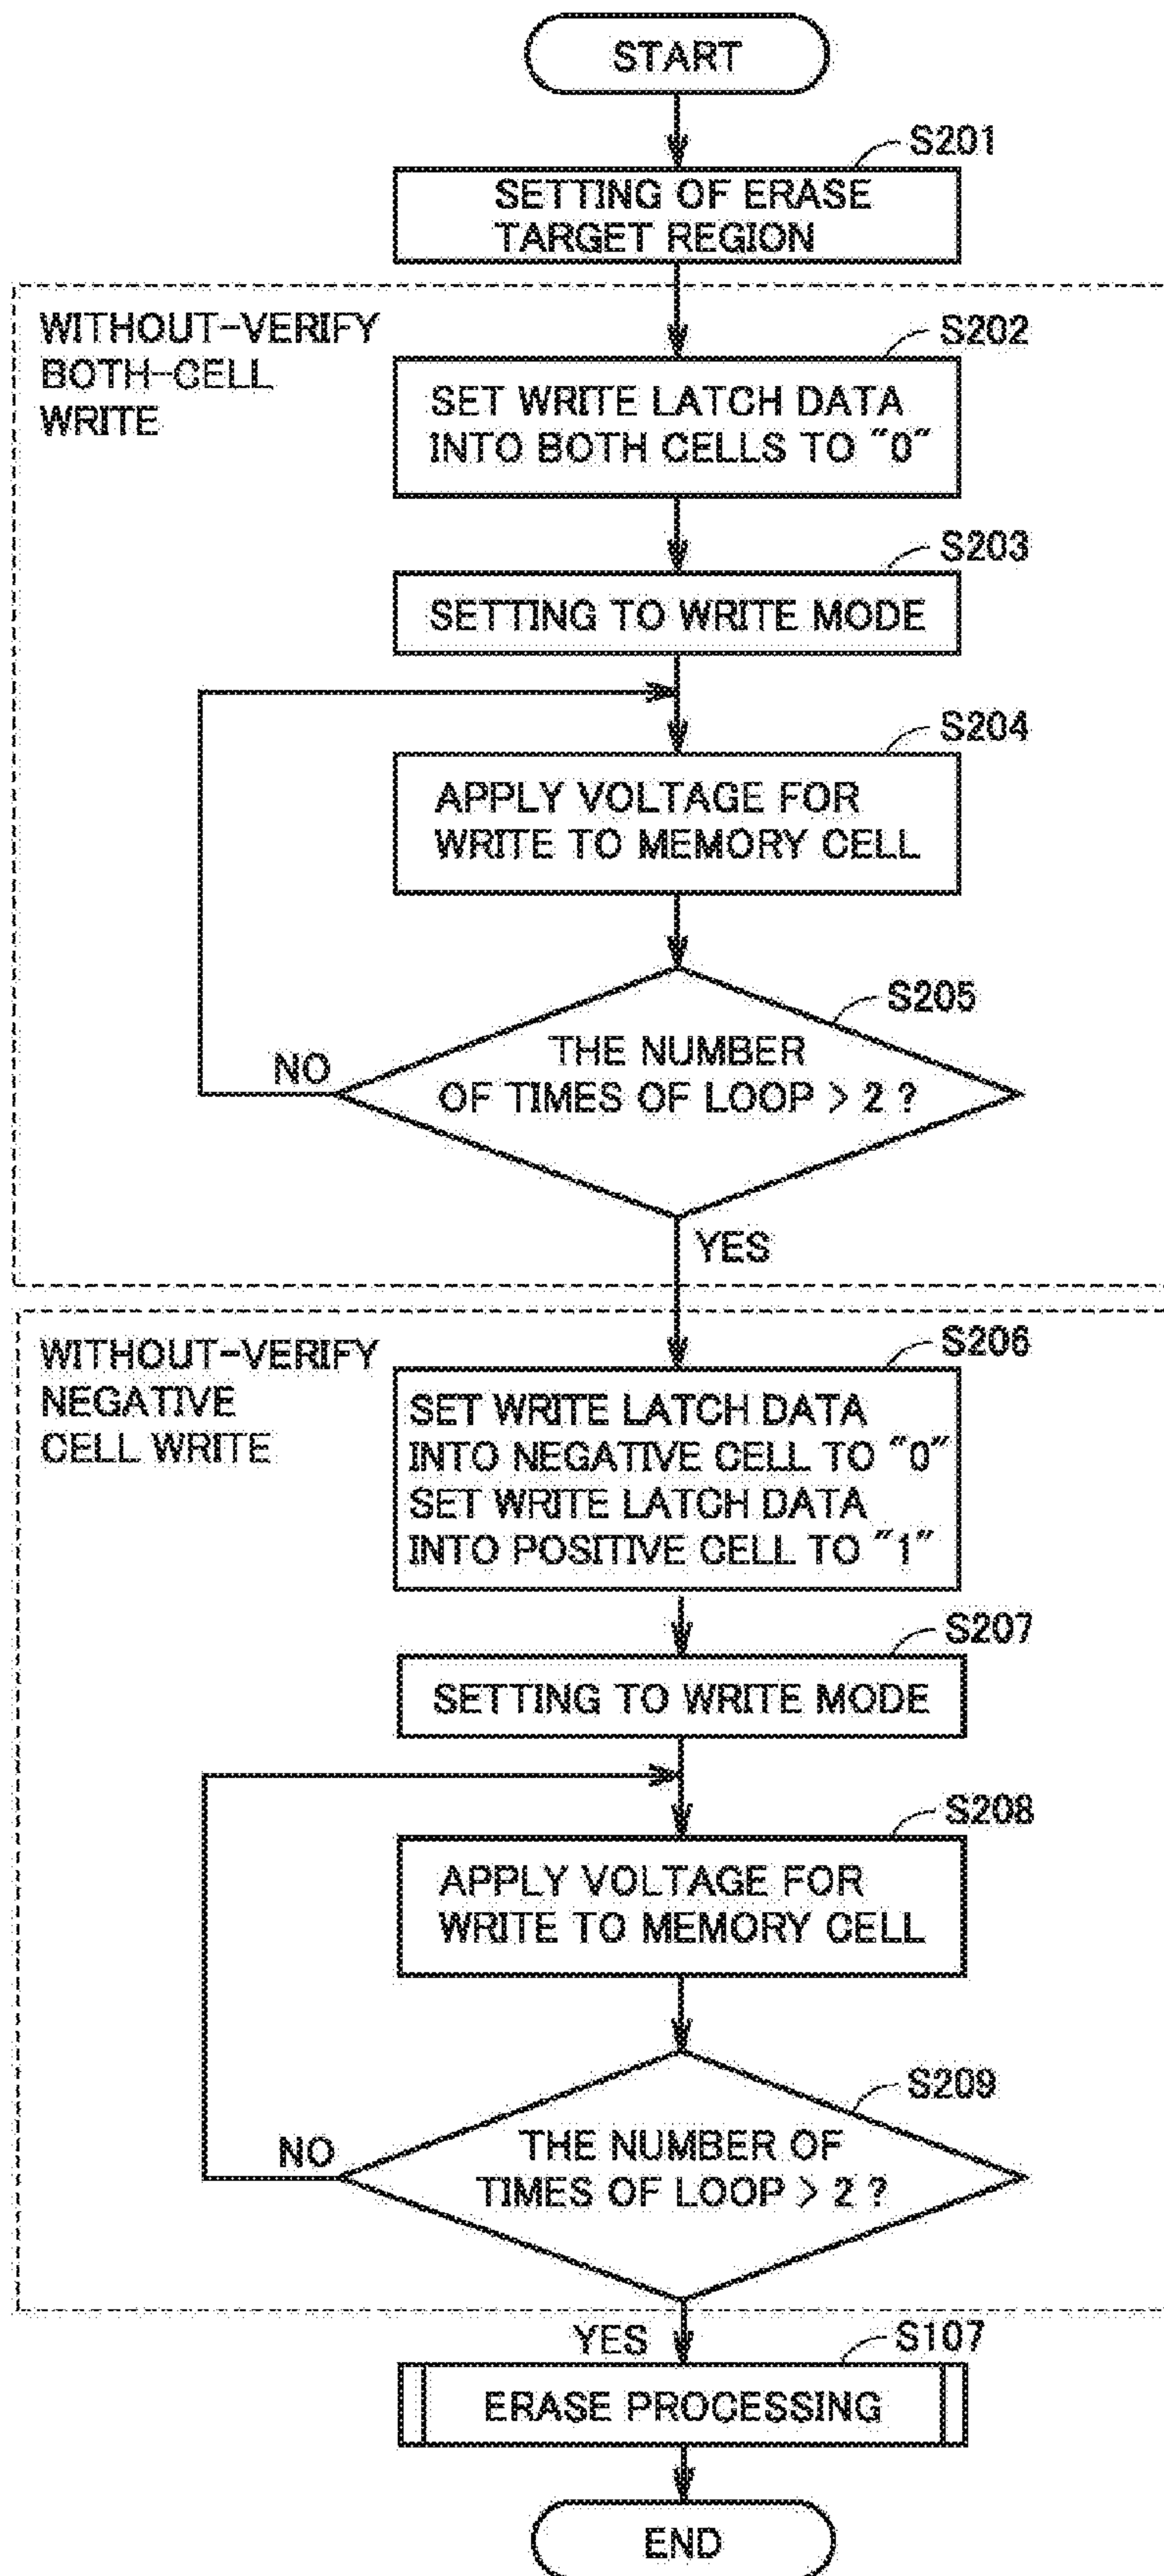 START
S201
SETTING OF ERASE
TARGET REGION
WITHOUT-VERIFY
BOTH-CELL
WRITE
S202
SET WRITE LATCH DATA
INTO BOTH CELLS TO "0"
S203
SETTING TO WRITE MODE
S204
APPLY VOLTAGE FOR
WRITE TO MEMORY CELL
S205
THE NUMBER
OF TIMES OF LOOP > 2 ?
NO
YES
WITHOUT-VERIFY
NEGATIVE
CELL WRITE
S206
SET WRITE LATCH DATA
INTO NEGATIVE CELL TO "0"
SET WRITE LATCH DATA
INTO POSITIVE CELL TO "1"
S207
SETTING TO WRITE MODE
S208
APPLY VOLTAGE FOR
WRITE TO MEMORY CELL
S209
THE NUMBER OF
TIMES OF LOOP > 2 ?
NO
YES
S107
ERASE PROCESSING
END